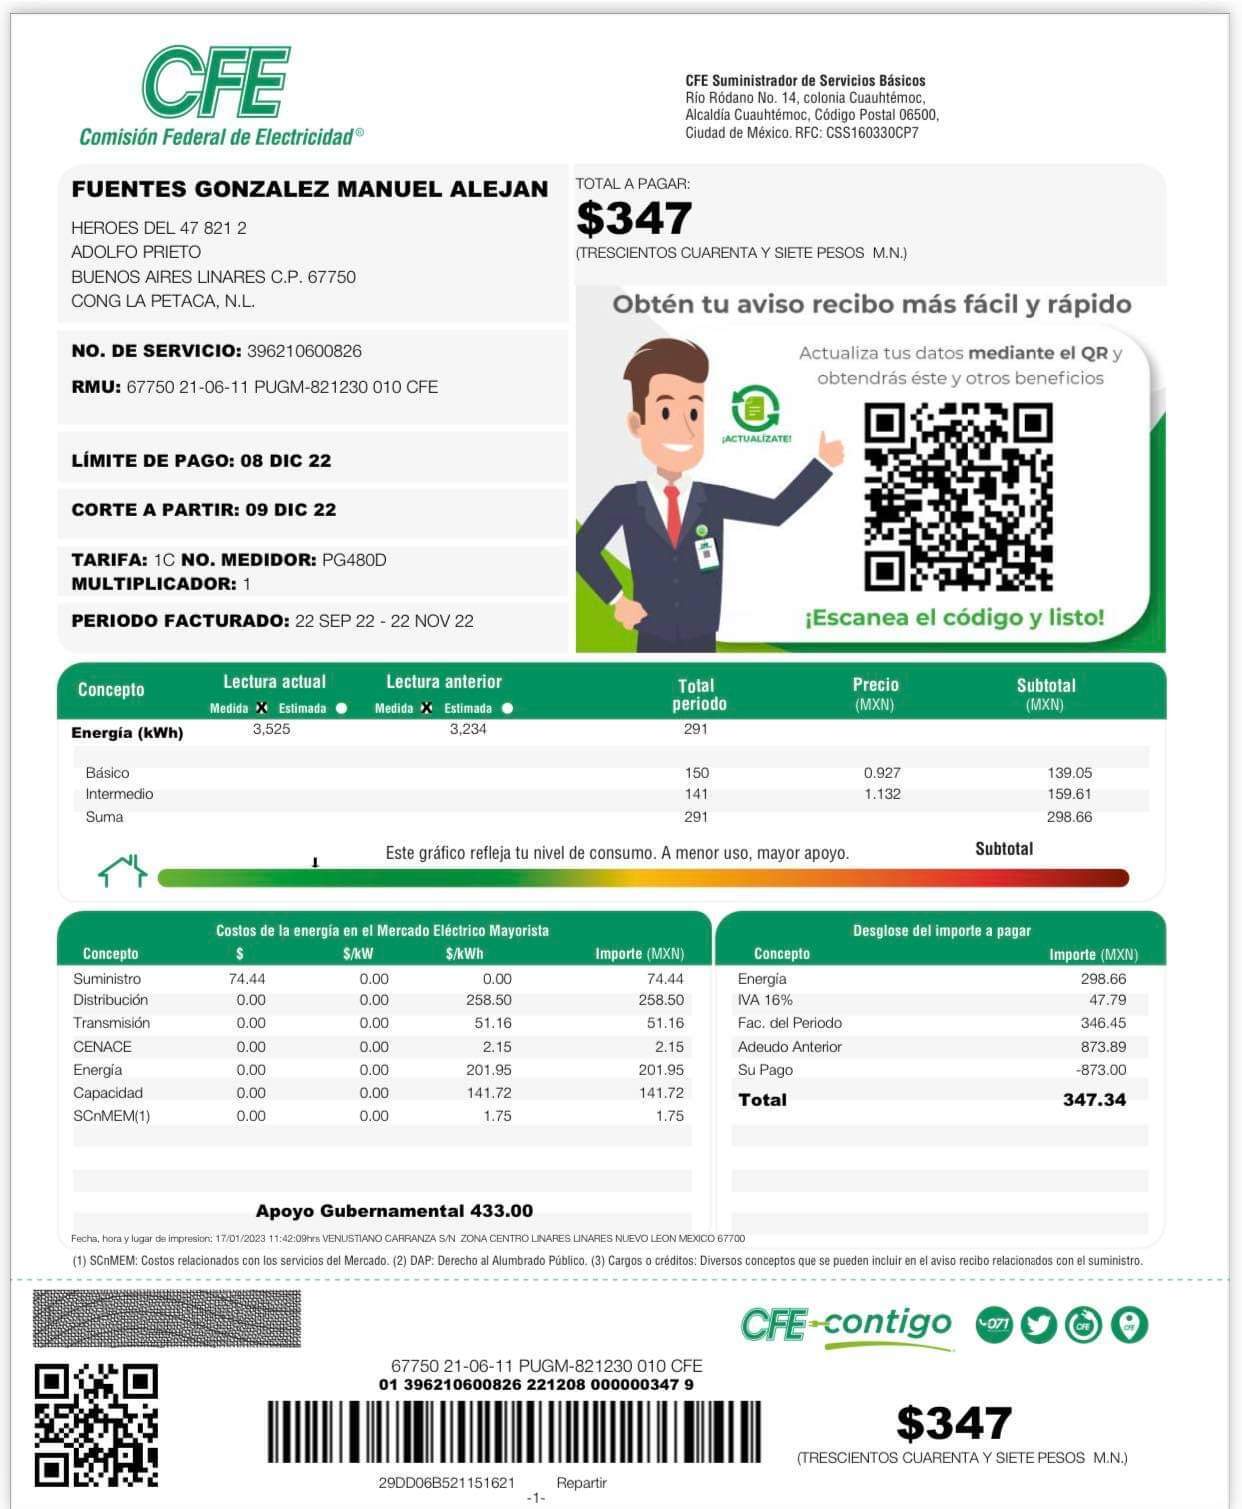 CFE
Comisión Federal de Electricidad®
CFE Suministrador de Servicios Básicos
Río Ródano No. 14, colonia Cuauhtémoc,
Alcaldía Cuauhtémoc, Código Postal 06500,
Ciudad de México. RFC: CSS160330CP7
FUENTES GONZALEZ MANUEL ALEJAN
HEROES DEL 47 821 2
ADOLFO PRIETO
BUENOS AIRES LINARES C.P. 67750
CONG LA PETACA, N.L.
TOTAL A PAGAR:
$347
(TRESCIENTOS CUARENTA Y SIETE PESOS M.N.)
NO. DE SERVICIO: 396210600826
RMU: 67750 21-06-11 PUGM-821230 010 CFE
LÍMITE DE PAGO: 08 DIC 22
CORTE A PARTIR: 09 DIC 22
TARIFA: 1C NO. MEDIDOR: PG480D
MULTIPLICADOR: 1
PERIODO FACTURADO: 22 SEP 22 - 22 NOV 22
Obtén tu aviso recibo más fácil y rápido
Actualiza tus datos mediante el QR y
obtendrás éste y otros beneficios
¡ACTUALÍZATE!
¡Escanea el código y listo!
Concepto Lectura actual Lectura anterior Total periodo Precio (MXN) Subtotal (MXN)
Medida X Estimada Medida X Estimada
Energía (kWh) 3,525 3,234 291
Básico 150 0.927 139.05
Intermedio 141 1.132 159.61
Suma 291 298.66
Este gráfico refleja tu nivel de consumo. A menor uso, mayor apoyo. Subtotal
Costos de la energía en el Mercado Eléctrico Mayorista
Concepto $ $/kW $/kWh Importe (MXN)
Suministro 74.44 0.00 0.00 74.44
Distribución 0.00 0.00 258.50 258.50
Transmisión 0.00 0.00 51.16 51.16
CENACE 0.00 0.00 2.15 2.15
Energía 0.00 0.00 201.95 201.95
Capacidad 0.00 0.00 141.72 141.72
SCnMEM(1) 0.00 0.00 1.75 1.75
Apoyo Gubernamental 433.00
Desglose del importe a pagar
Concepto Importe (MXN)
Energía 298.66
IVA 16% 47.79
Fac. del Periodo 346.45
Adeudo Anterior 873.89
Su Pago -873.00
Total 347.34
Fecha, hora y lugar de impresion: 17/01/2023 11:42:09hrs VENUSTIANO CARRANZA S/N ZONA CENTRO LINARES LINARES NUEVO LEON MEXICO 67700
(1) SCnMEM: Costos relacionados con los servicios del Mercado. (2) DAP: Derecho al Alumbrado Público. (3) Cargos o créditos: Diversos conceptos que se pueden incluir en el aviso recibo relacionados con el suministro.
CFE contigo
071
CFE
CFE
67750 21-06-11 PUGM-821230 010 CFE
01 396210600826 221208 000000347 9
29DD06B521151621 Repartir
-1-
$347
(TRESCIENTOS CUARENTA Y SIETE PESOS M.N.)